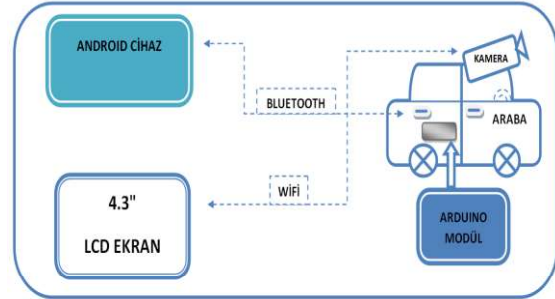 ANDROID CİHAZ
KAMERA
BLUETOOTH
ARABA
WİFİ
4.3"
LCD EKRAN
ARDUINO
MODÜL